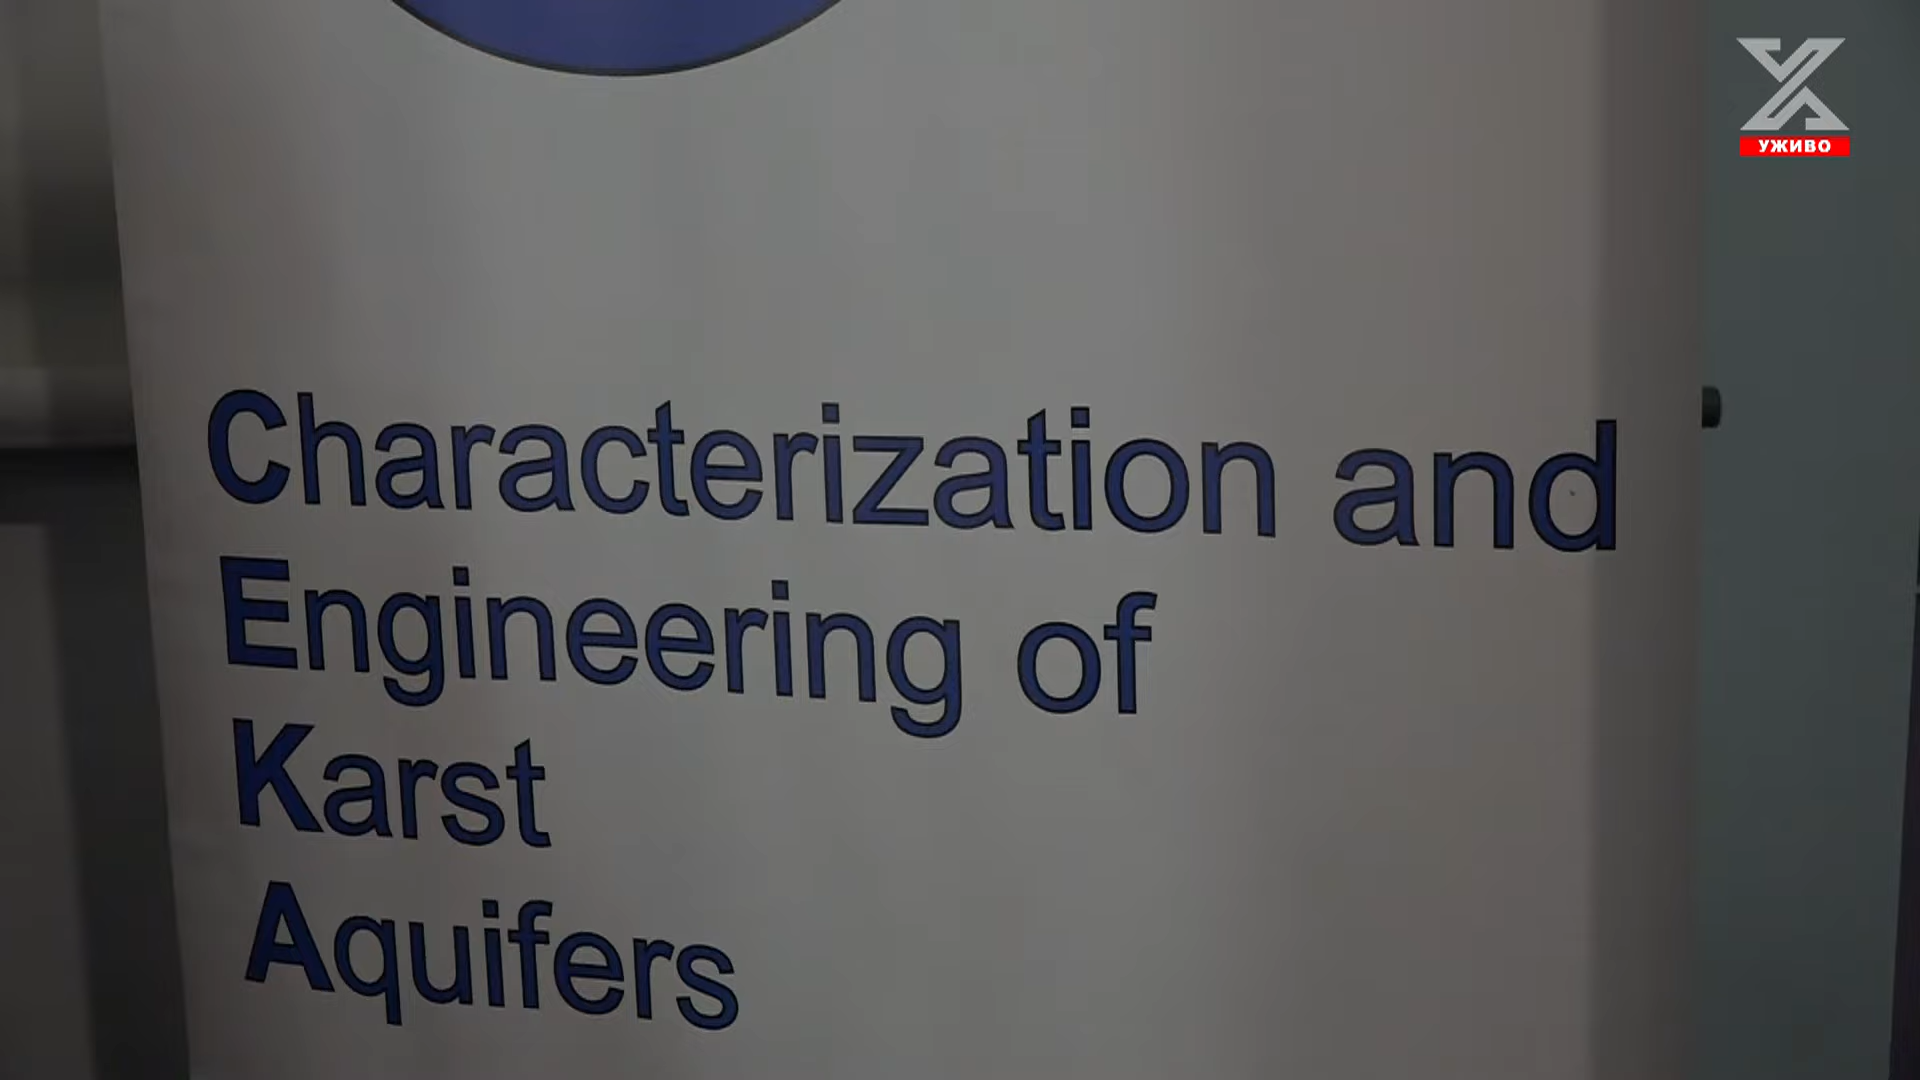 УЖИВО
Characterization and
Engineering of
Karst
Aquifers